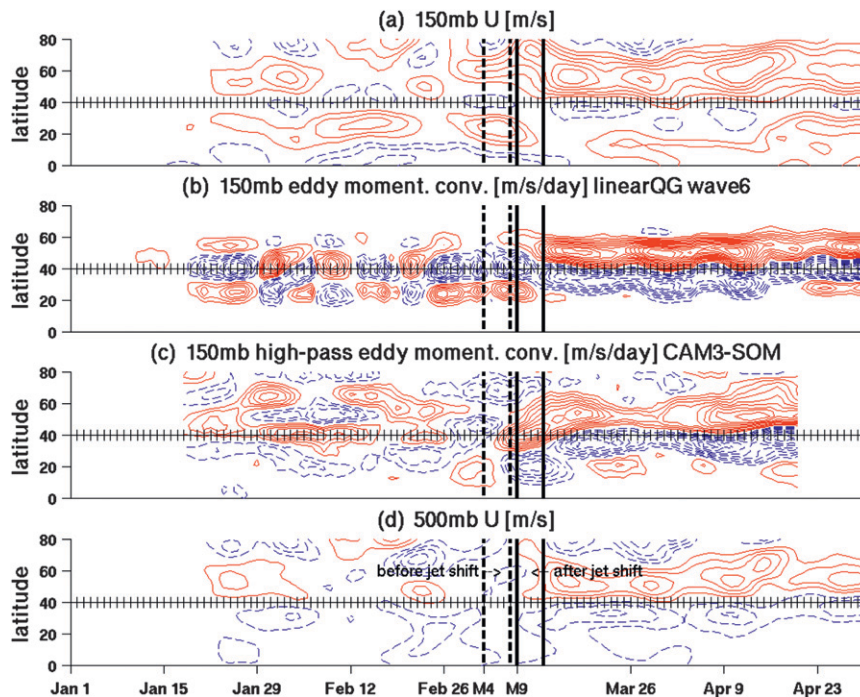 (a) 150mb U [m/s]
80
60
40
20
0
latitude
(b) 150mb eddy moment. conv. [m/s/day] linearQG wave6
80
60
40
20
0
latitude
(c) 150mb high-pass eddy moment. conv. [m/s/day] CAM3-SOM
80
60
40
20
0
latitude
(d) 500mb U [m/s]
80
60
40
20
0
latitude
before jet shift
after jet shift
Jan 1 Jan 15 Jan 29 Feb 12 Feb 26 M4 M9 Mar 26 Apr 9 Apr 23